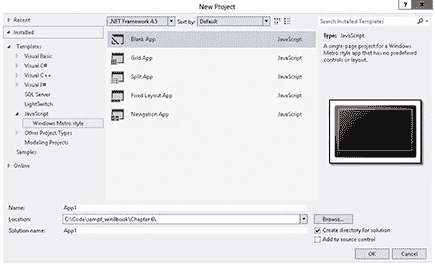 New Project
? x
Recent
Installed
Templates
Visual Basic
Visual C#
Visual C++
Visual F#
SQL Server
LightSwitch
JavaScript
Windows Metro style
Other Project Types
Modeling Projects
Samples
Online
.NET Framework 4.5
Sort by: Default
Blank App JavaScript
Grid App JavaScript
Split App JavaScript
Fixed Layout App JavaScript
Navigation App JavaScript
Search Installed Templates
Type: JavaScript
A single-page project for a Windows
Metro style app that has no predefined
controls or layout.
Name: App1
Location:
Browse...
Solution name: App1
Create directory for solution
Add to source control
OK Cancel